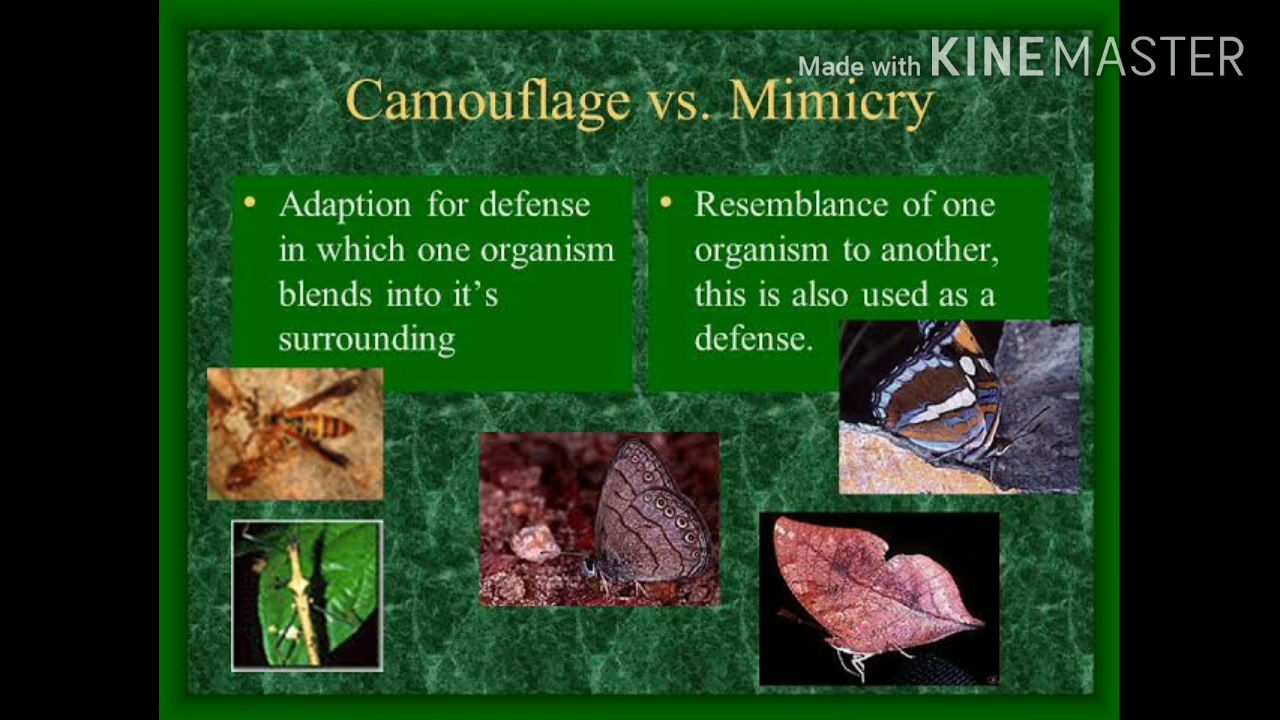 Made with KINEMASTER
Camouflage vs. Mimicry
• Adaption for defense
in which one organism
blends into it’s
surrounding
• Resemblance of one
organism to another,
this is also used as a
defense.